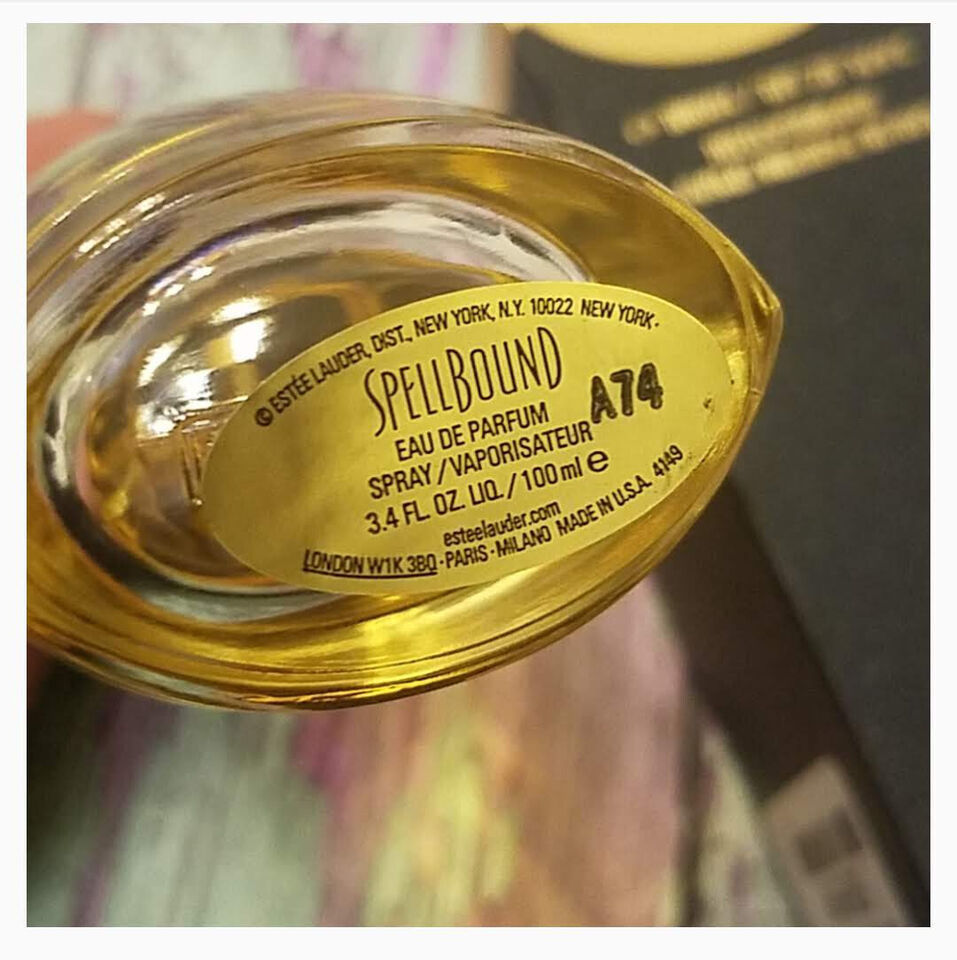 © ESTÉE LAUDER, DIST., NEW YORK, N.Y. 10022 NEW YORK·
SPELLBOUND
A74
EAU DE PARFUM
SPRAY/VAPORISATEUR
3.4 FL. OZ. LIQ./100 ml e
esteelauder.com
LONDON W1K 3BQ·PARIS·MILANO MADE IN U.S.A. 4149